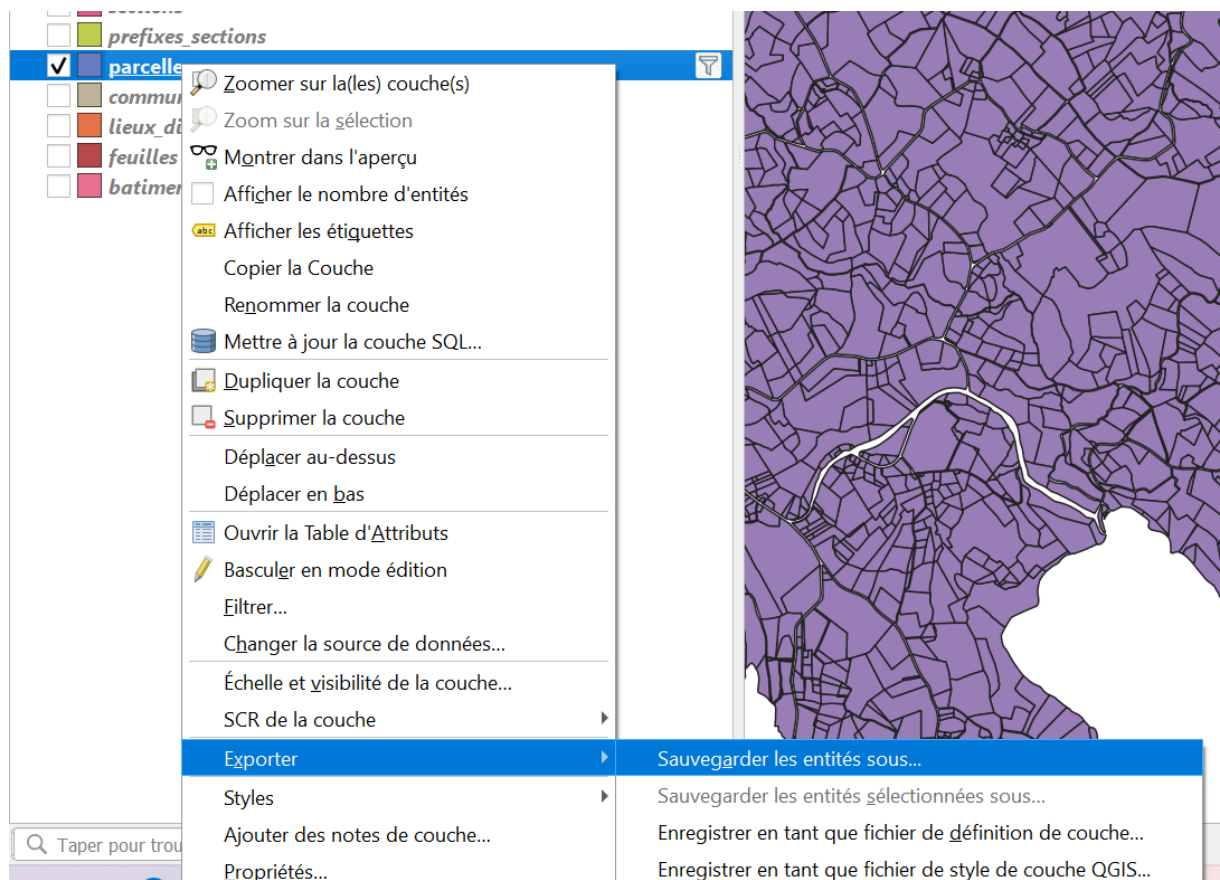 prefixes_sections
parcelle
commun
lieux_di
feuilles
batimen
Zoomer sur la(les) couche(s)
Zoom sur la sélection
Montrer dans l'aperçu
Afficher le nombre d'entités
abc Afficher les étiquettes
Copier la Couche
Renommer la couche
Mettre à jour la couche SQL...
Dupliquer la couche
Supprimer la couche
Déplacer au-dessus
Déplacer en bas
Ouvrir la Table d'Attributs
Basculer en mode édition
Filtrer...
Changer la source de données...
Échelle et visibilité de la couche...
SCR de la couche
Exporter
Styles
Ajouter des notes de couche...
Propriétés...
Sauvegarder les entités sous...
Sauvegarder les entités sélectionnées sous...
Enregistrer en tant que fichier de définition de couche...
Enregistrer en tant que fichier de style de couche QGIS...
Taper pour trou